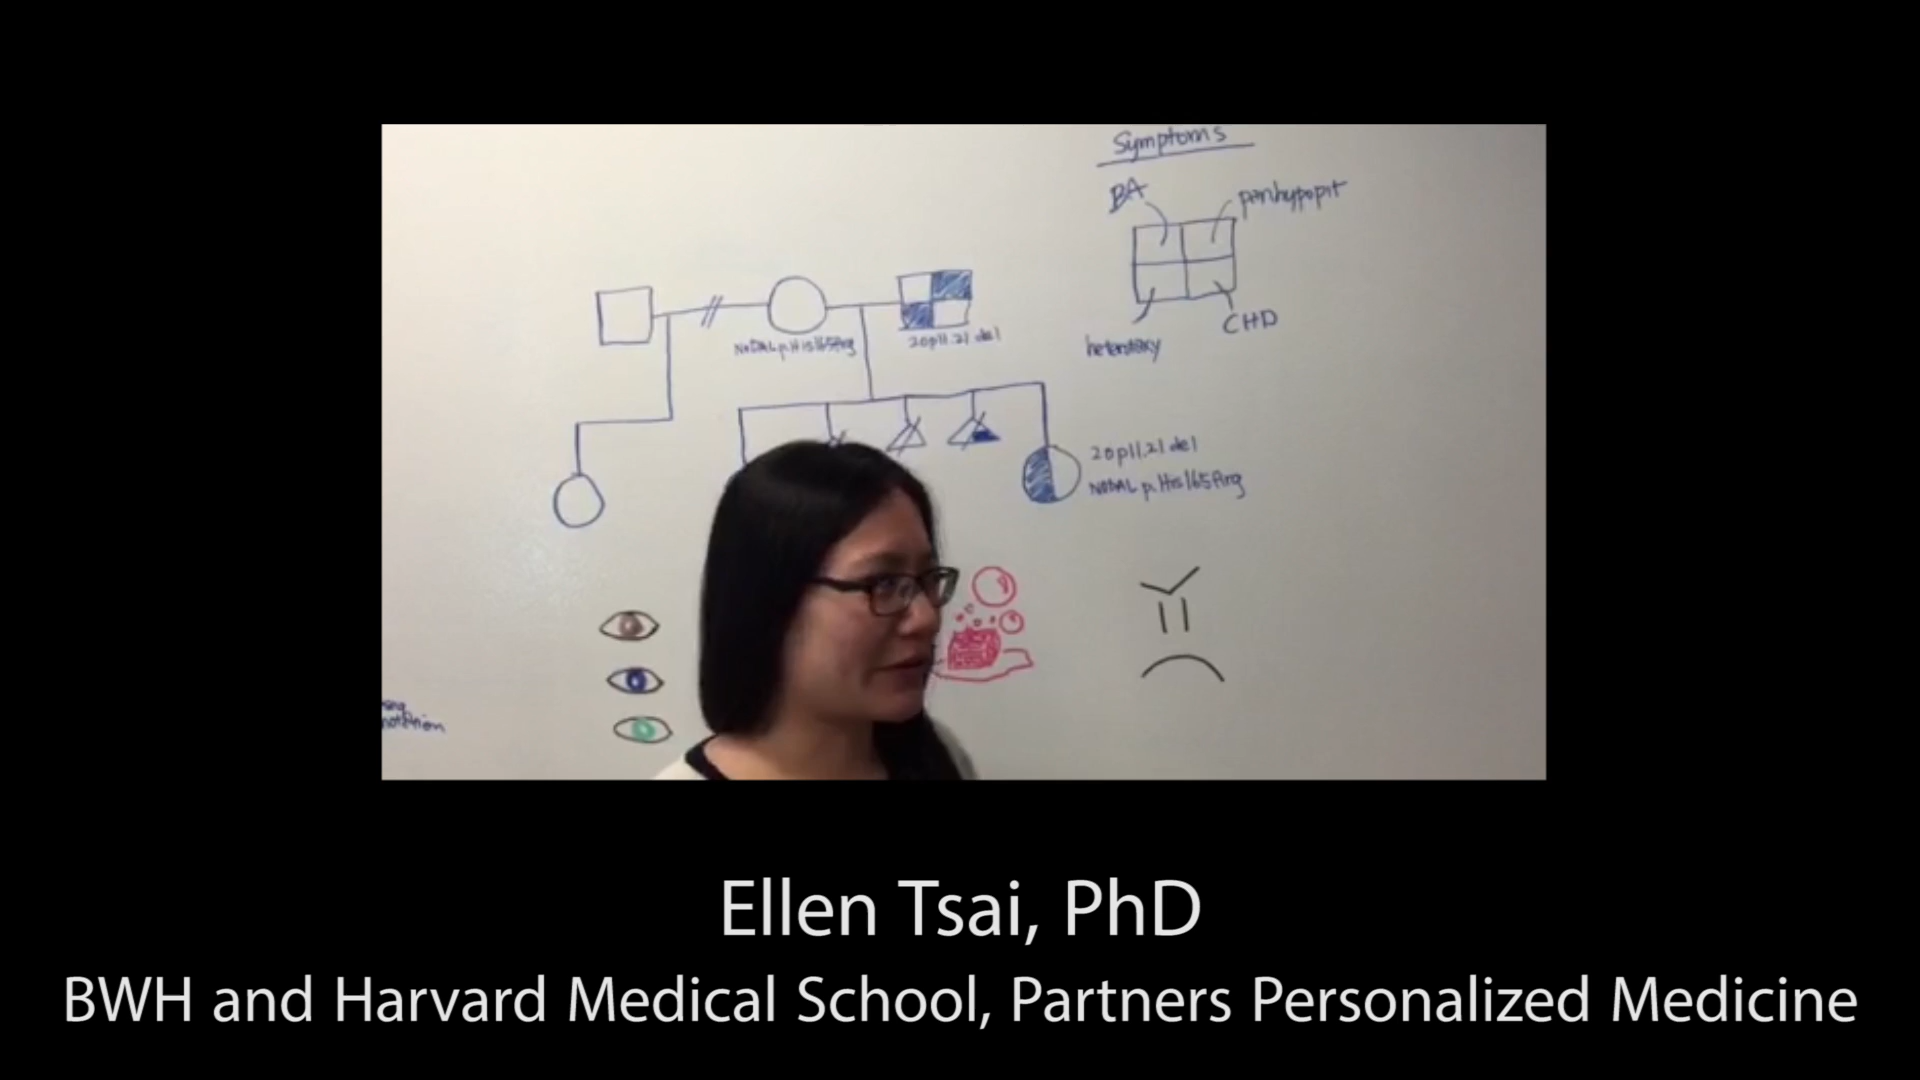 Symptoms
BA
panhypopit
CHD
heterotaxy
NODAL p.His165Arg
20p11.21 del
20p11.21 del
NODAL p.His165Arg
Ellen Tsai, PhD
BWH and Harvard Medical School, Partners Personalized Medicine